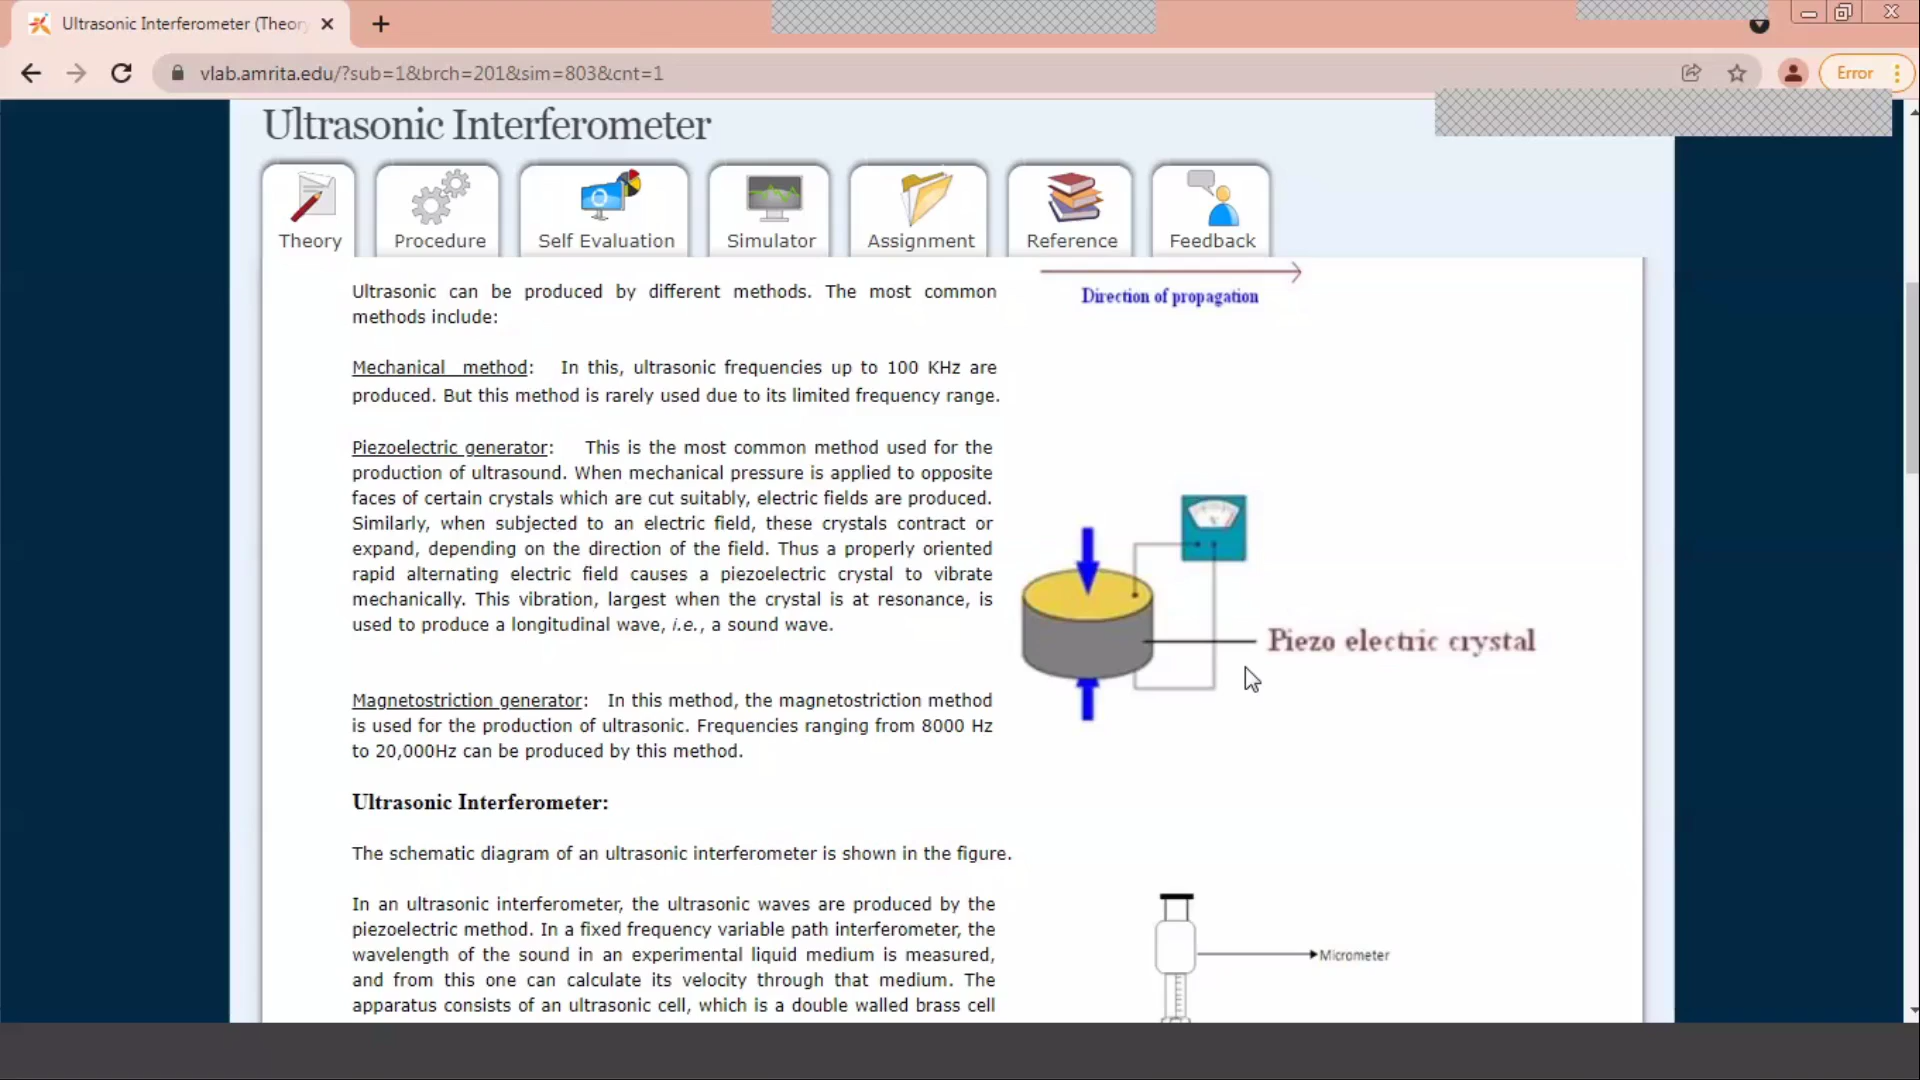 Ultrasonic Interferometer (Theory
vlab.amrita.edu/?sub=1&brch=201&sim=803&cnt=1
Error
Ultrasonic Interferometer
Theory
Procedure
Self Evaluation
Simulator
Assignment
Reference
Feedback
Ultrasonic can be produced by different methods. The most common
methods include:
Direction of propagation
Mechanical method: In this, ultrasonic frequencies up to 100 KHz are
produced. But this method is rarely used due to its limited frequency range.
Piezoelectric generator: This is the most common method used for the
production of ultrasound. When mechanical pressure is applied to opposite
faces of certain crystals which are cut suitably, electric fields are produced.
Similarly, when subjected to an electric field, these crystals contract or
expand, depending on the direction of the field. Thus a properly oriented
rapid alternating electric field causes a piezoelectric crystal to vibrate
mechanically. This vibration, largest when the crystal is at resonance, is
used to produce a longitudinal wave, i.e., a sound wave.
Piezo electric crystal
Magnetostriction generator: In this method, the magnetostriction method
is used for the production of ultrasonic. Frequencies ranging from 8000 Hz
to 20,000Hz can be produced by this method.
Ultrasonic Interferometer:
The schematic diagram of an ultrasonic interferometer is shown in the figure.
In an ultrasonic interferometer, the ultrasonic waves are produced by the
piezoelectric method. In a fixed frequency variable path interferometer, the
wavelength of the sound in an experimental liquid medium is measured,
and from this one can calculate its velocity through that medium. The
apparatus consists of an ultrasonic cell, which is a double walled brass cell
Micrometer